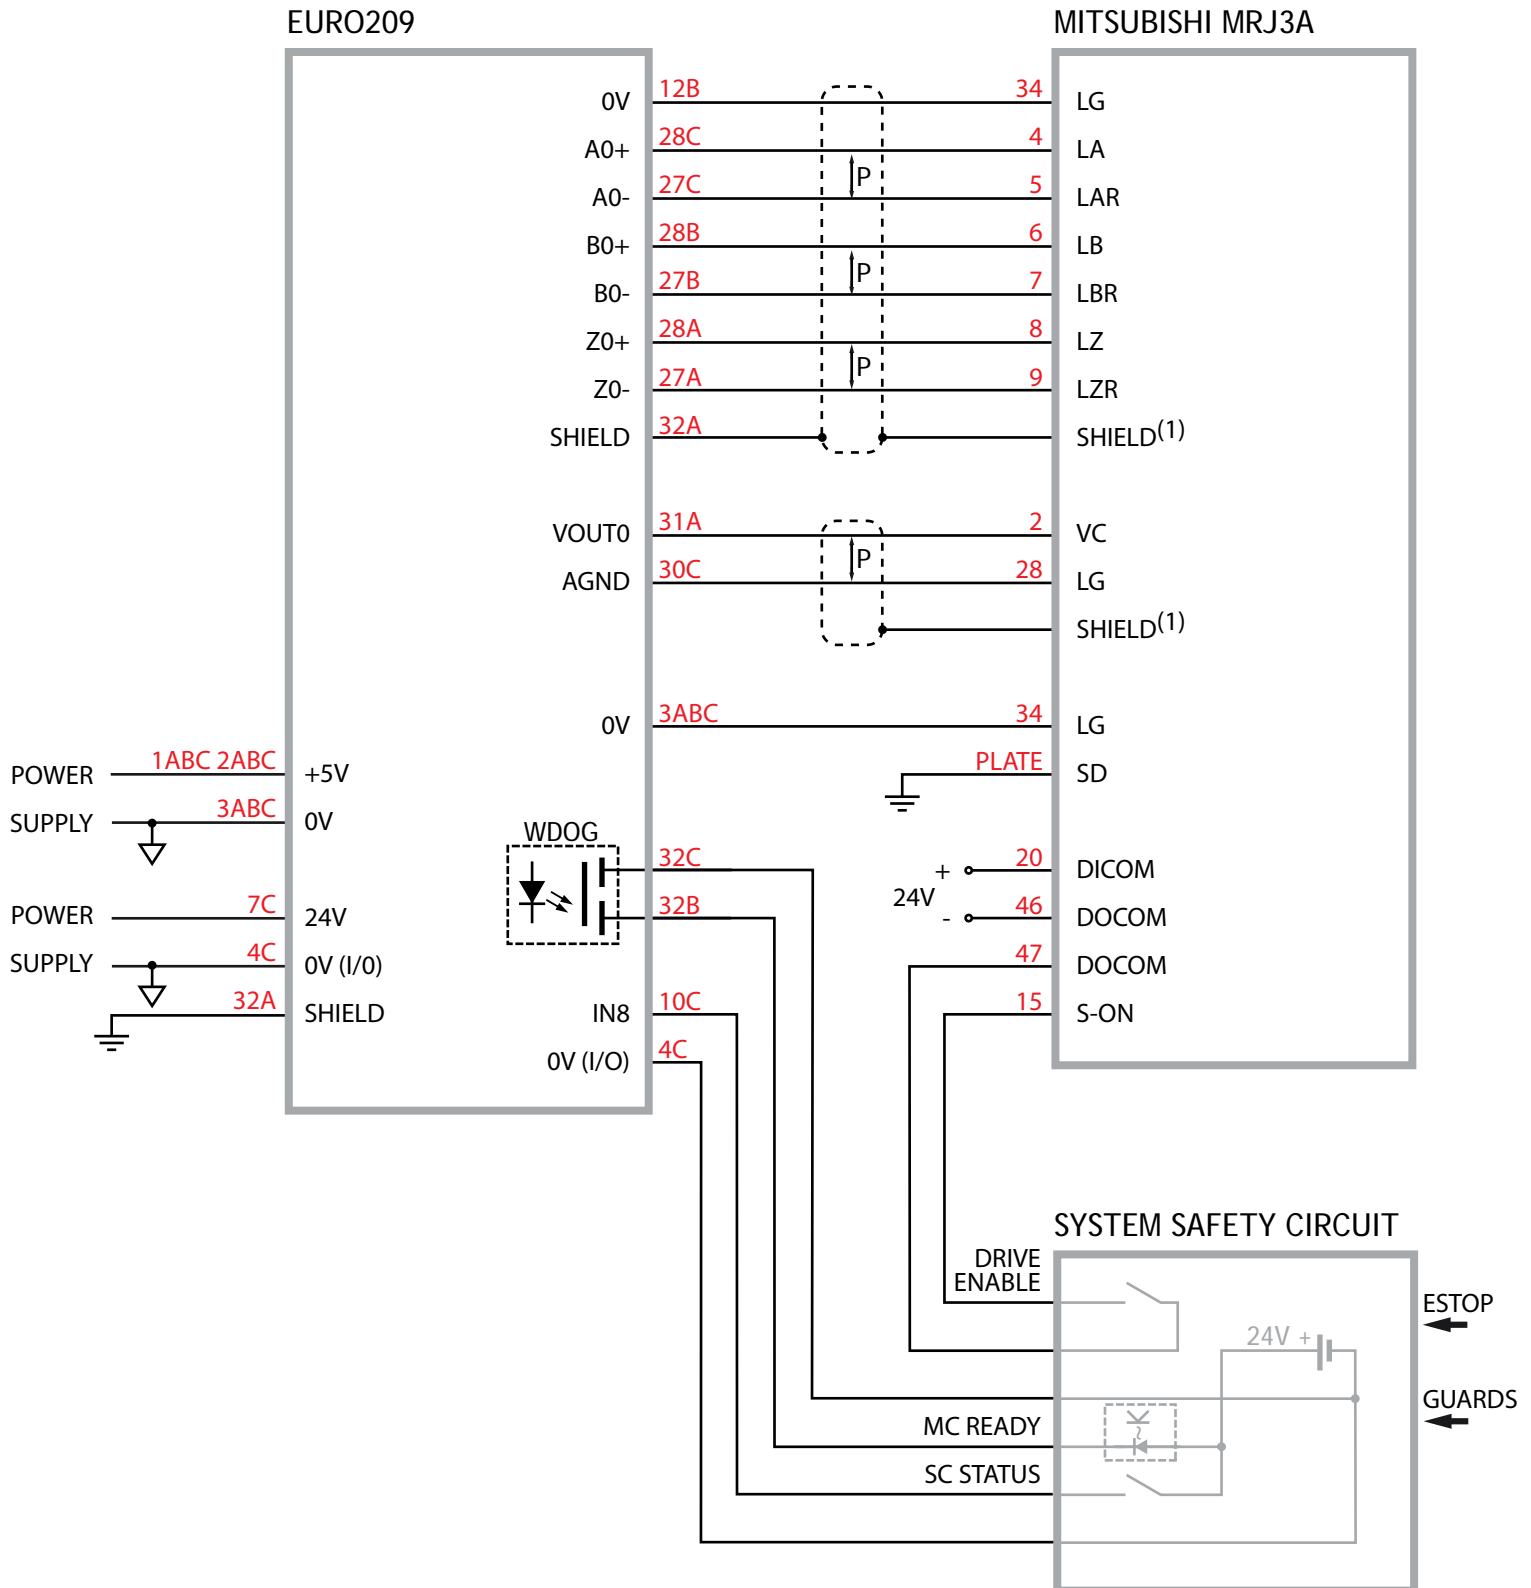 EURO209
MITSUBISHI MRJ3A
0V 12B 34 LG
A0+ 28C 4 LA
P
A0- 27C 5 LAR
B0+ 28B 6 LB
P
B0- 27B 7 LBR
Z0+ 28A 8 LZ
P
Z0- 27A 9 LZR
SHIELD 32A SHIELD(1)
VOUT0 31A 2 VC
P
AGND 30C 28 LG
SHIELD(1)
0V 3ABC 34 LG
POWER 1ABC 2ABC +5V
PLATE SD
SUPPLY 3ABC 0V
WDOG
32C
+ 20 DICOM
24V
POWER 7C 24V
32B
- 46 DOCOM
SUPPLY 4C 0V (I/0)
47 DOCOM
32A SHIELD
IN8 10C
15 S-ON
0V (I/O) 4C
SYSTEM SAFETY CIRCUIT
DRIVE
ENABLE
ESTOP
24V +
GUARDS
MC READY
SC STATUS